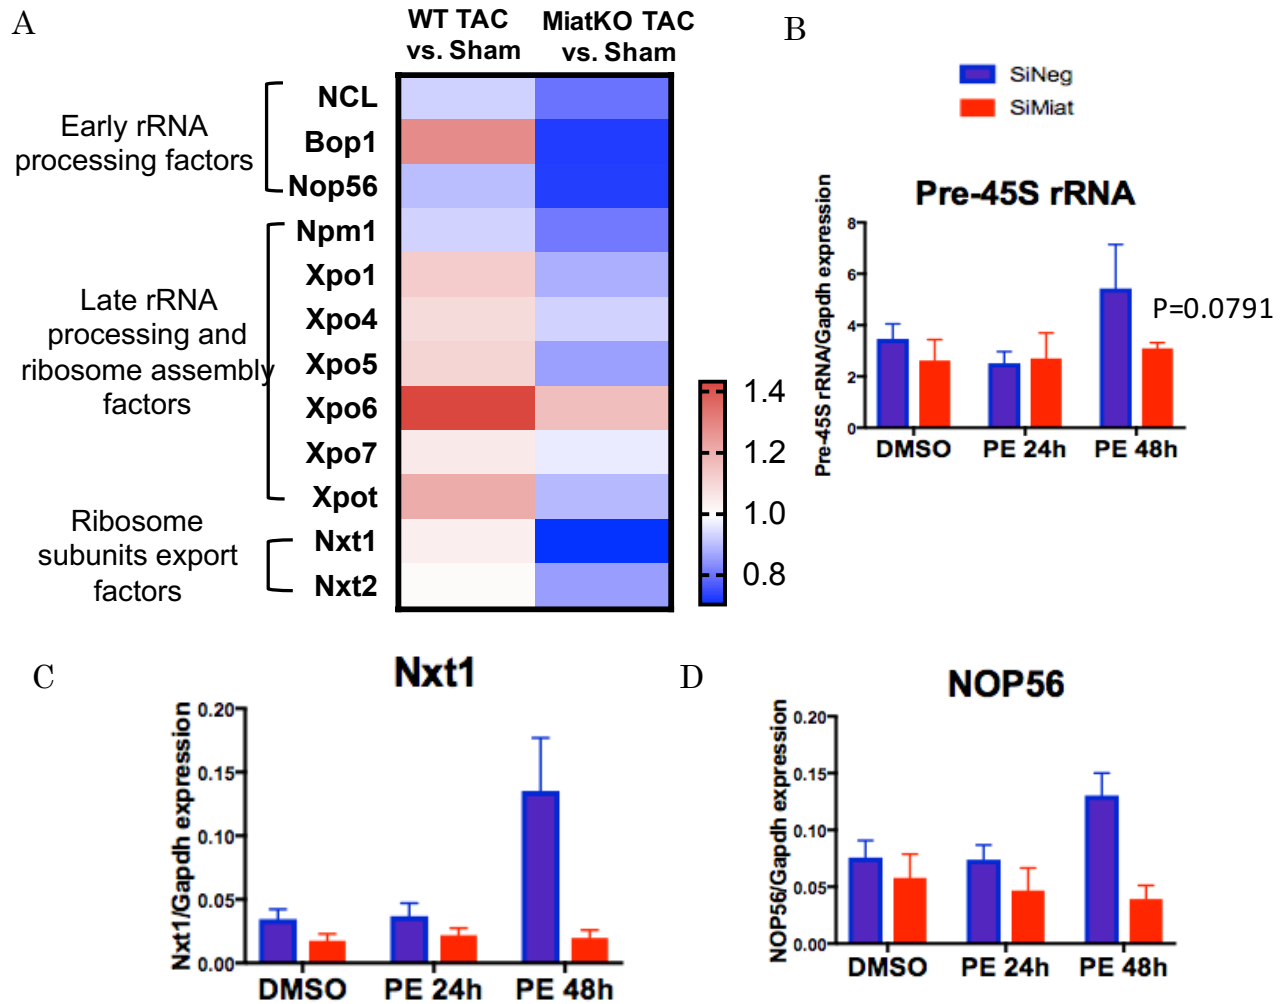 A
WT TAC
vs. Sham
MiatKO TAC
vs. Sham
Early rRNA
processing factors
Late rRNA
processing and
ribosome assembly
factors
Ribosome
subunits export
factors
NCL
Bop1
Nop56
Npm1
Xpo1
Xpo4
Xpo5
Xpo6
Xpo7
Xpot
Nxt1
Nxt2
1.4
1.2
1.0
0.8
B
SiNeg
SiMiat
Pre-45S rRNA
Pre-45S rRNA/Gapdh expression
8
6
4
2
0
P=0.0791
DMSO
PE 24h
PE 48h
C
Nxt1
Nxt1/Gapdh expression
0.20
0.15
0.10
0.05
0.00
DMSO
PE 24h
PE 48h
D
NOP56
NOP56/Gapdh expression
0.20
0.15
0.10
0.05
0.00
DMSO
PE 24h
PE 48h